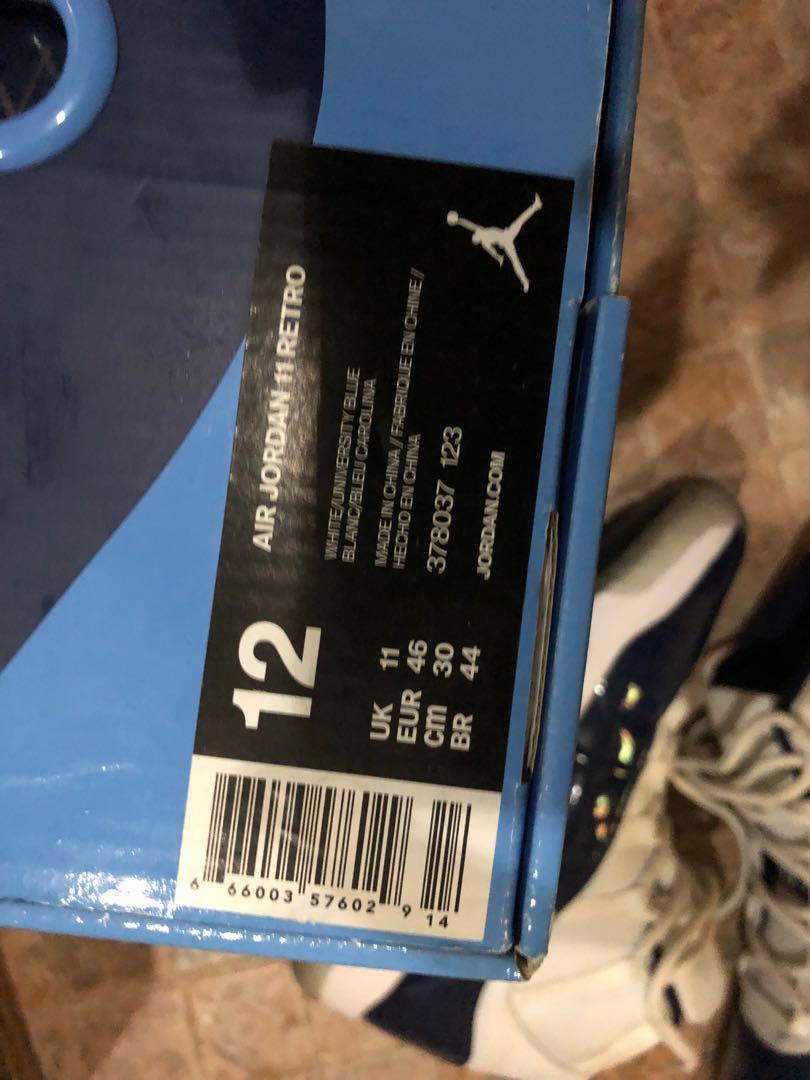 12
AIR JORDAN 11 RETRO
WHITE//UNIVERSITY BLUE
BLANC/BLEU CAROLINA
MADE IN CHINA // FABRIQUE EN CHINE //
HECHO EN CHINA
UK 11
EUR 46
cm 30
BR 44
378037 123
JORDAN.COM
6 66003 57602 9 14